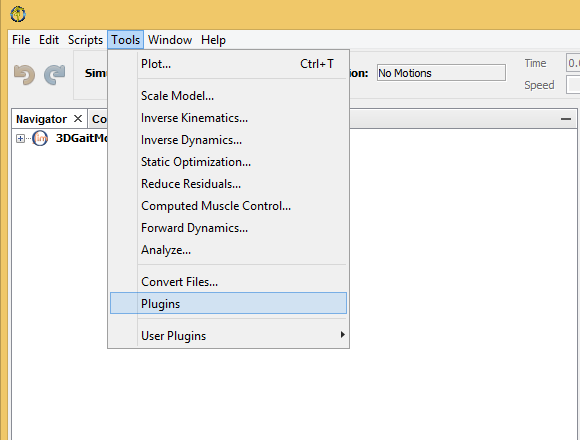 File Edit Scripts Tools Window Help
Plot... Ctrl+T
Simu
ion: No Motions
Time 0.0
Speed
Scale Model...
Navigator Co
Inverse Kinematics...
3DGaitMo
Inverse Dynamics...
Static Optimization...
Reduce Residuals...
Computed Muscle Control...
Forward Dynamics...
Analyze...
Convert Files...
Plugins
User Plugins